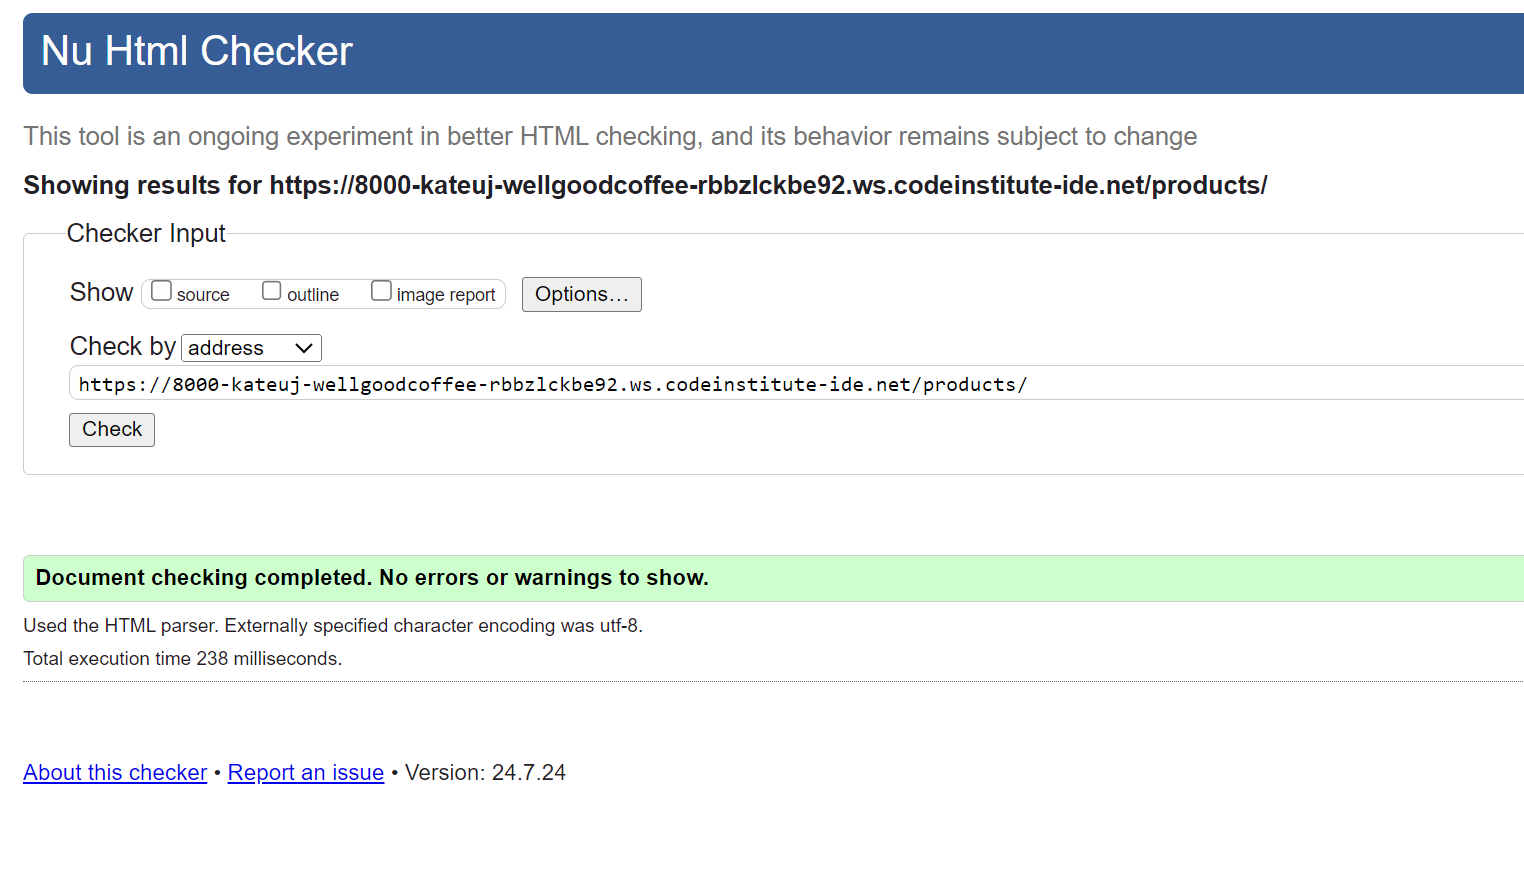 Nu Html Checker
This tool is an ongoing experiment in better HTML checking, and its behavior remains subject to change
Showing results for https://8000-kateuj-wellgoodcoffee-rbbzlckbe92.ws.codeinstitute-ide.net/products/
Checker Input
Show source outline image report Options...
Check by address
https://8000-kateuj-wellgoodcoffee-rbbzlckbe92.ws.codeinstitute-ide.net/products/
Check
Document checking completed. No errors or warnings to show.
Used the HTML parser. Externally specified character encoding was utf-8.
Total execution time 238 milliseconds.
About this checker • Report an issue • Version: 24.7.24